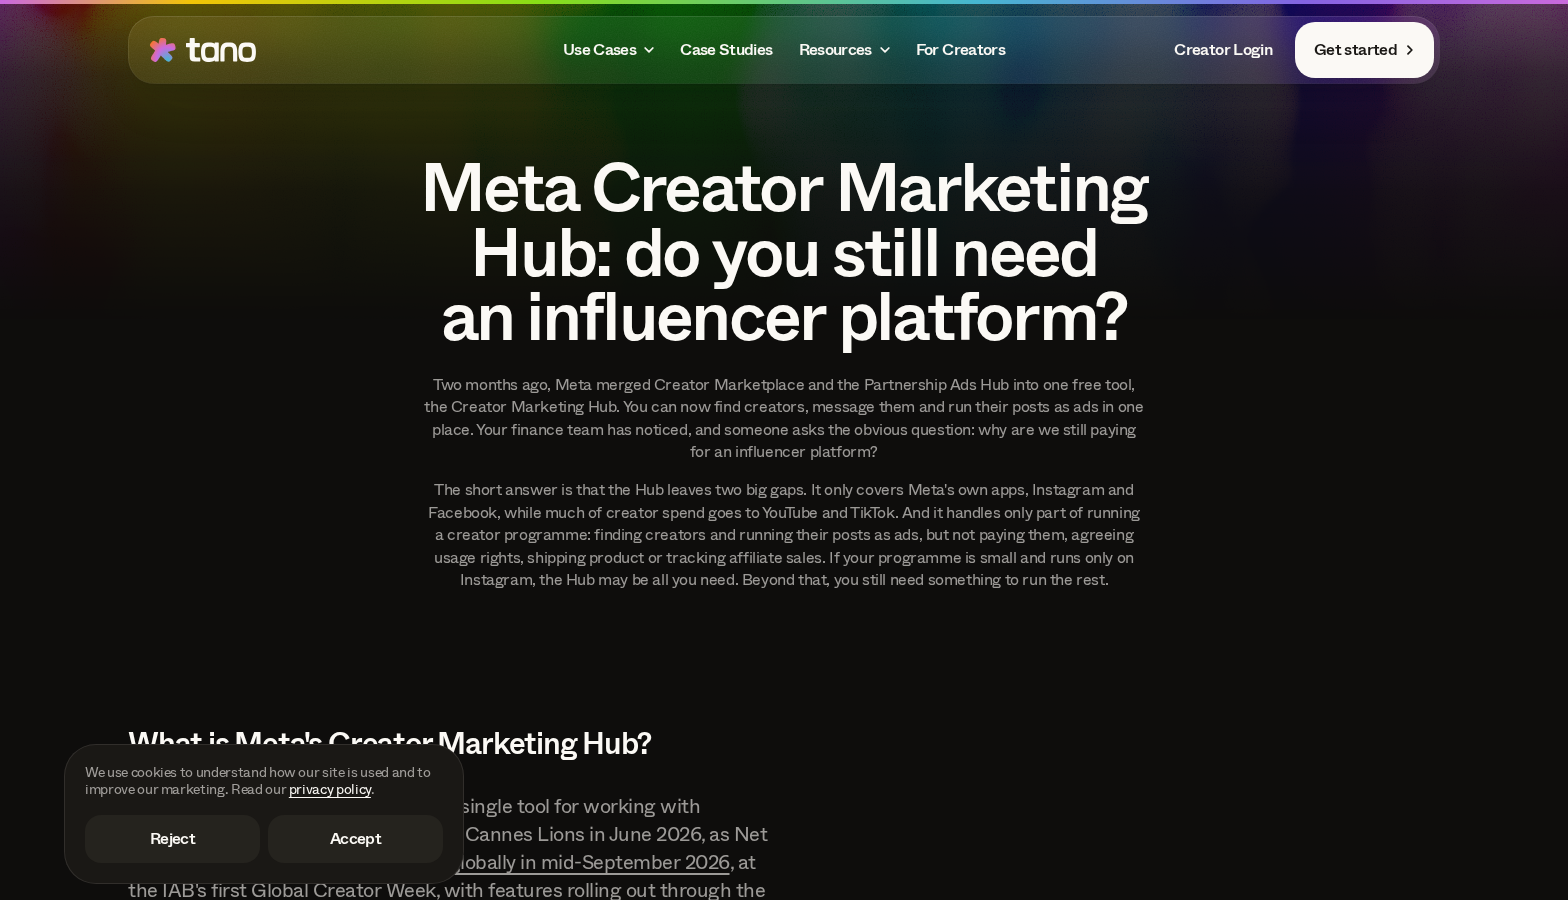 tano
Use Cases
Case Studies
Resources
For Creators
Creator Login
Get started
Meta Creator Marketing
Hub: do you still need
an influencer platform?
Two months ago, Meta merged Creator Marketplace and the Partnership Ads Hub into one free tool,
the Creator Marketing Hub. You can now find creators, message them and run their posts as ads in one
place. Your finance team has noticed, and someone asks the obvious question: why are we still paying
for an influencer platform?
The short answer is that the Hub leaves two big gaps. It only covers Meta's own apps, Instagram and
Facebook, while much of creator spend goes to YouTube and TikTok. And it handles only part of running
a creator programme: finding creators and running their posts as ads, but not paying them, agreeing
usage rights, shipping product or tracking affiliate sales. If your programme is small and runs only on
Instagram, the Hub may be all you need. Beyond that, you still need something to run the rest.
What is Meta's Creator Marketing Hub?
single tool for working with
Cannes Lions in June 2026, as Net
globally in mid-September 2026, at
the IAB's first Global Creator Week, with features rolling out through the
We use cookies to understand how our site is used and to
improve our marketing. Read our privacy policy.
Reject
Accept